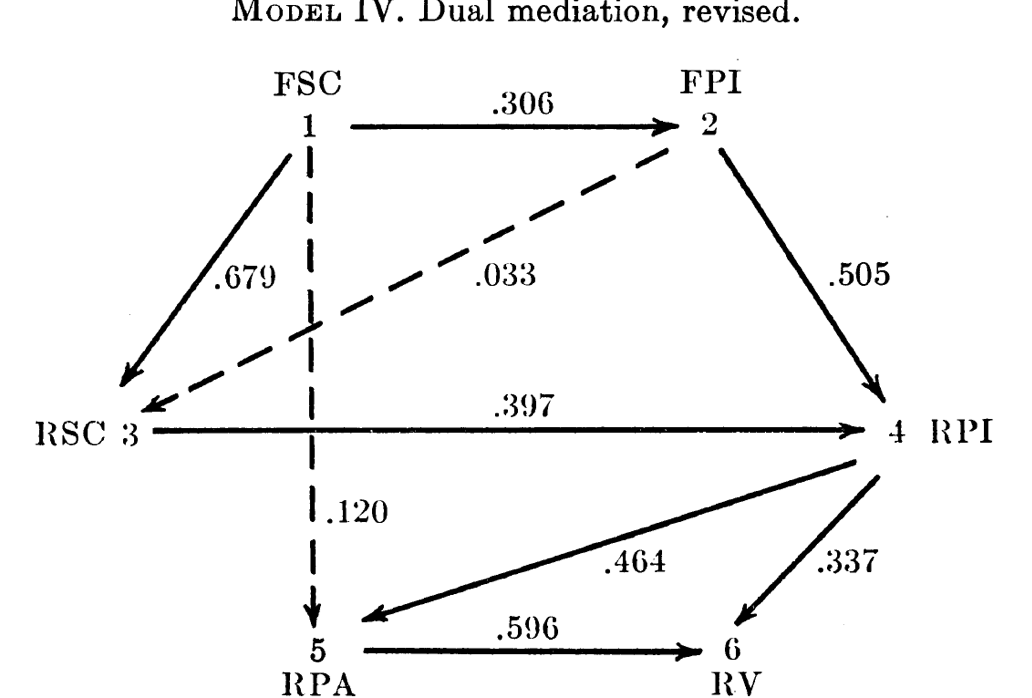 MODEL IV. Dual mediation, revised.
FSC FPI
.306
1 2
.679 .033 .505
.397
RSC 3 4 RPI
.120
.464 .337
.596
5 6
RPA RV